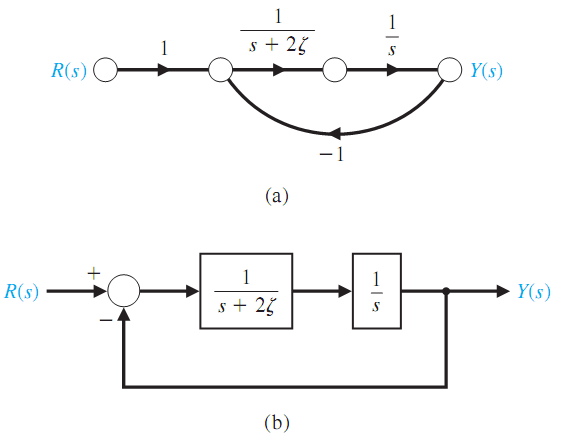 1
1
s + 2ζ
1
s
R(s)
Y(s)
−1
(a)
R(s)
+
−
1
s + 2ζ
1
s
Y(s)
(b)